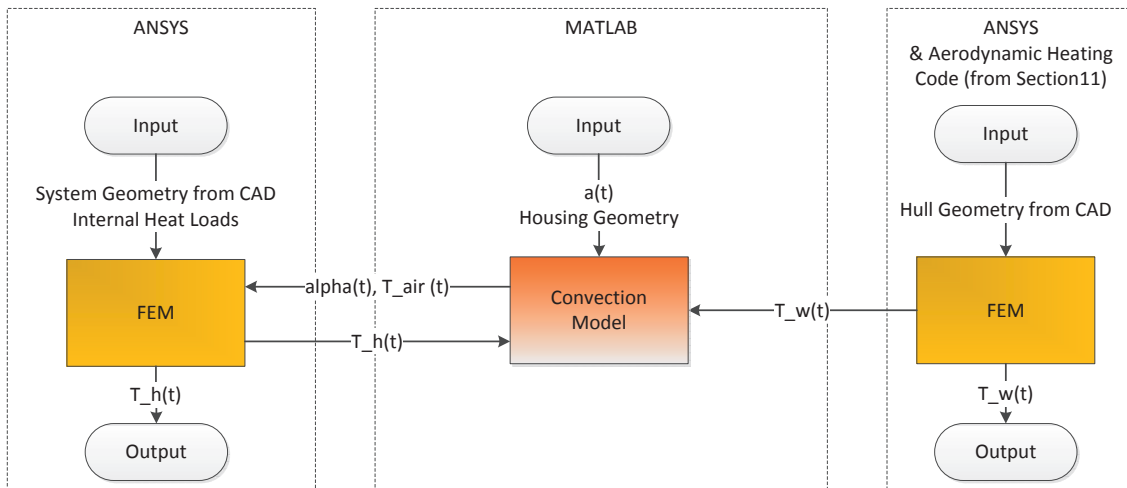 ANSYS
Input
System Geometry from CAD
Internal Heat Loads
FEM
T_h(t)
Output
alpha(t), T_air (t)
T_h(t)
MATLAB
Input
a(t)
Housing Geometry
Convection
Model
T_w(t)
ANSYS
& Aerodynamic Heating
Code (from Section11)
Input
Hull Geometry from CAD
FEM
T_w(t)
Output